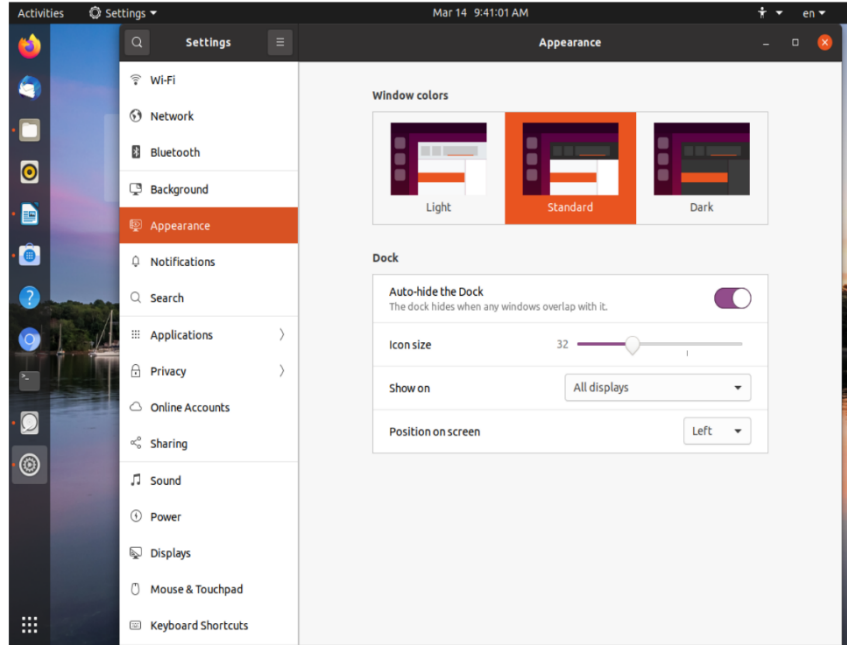 Activities Settings Mar 14 9:41:01 AM en
Settings Appearance
Wi-Fi
Network
Bluetooth
Background
Appearance
Notifications
Search
Applications
Privacy
Online Accounts
Sharing
Sound
Power
Displays
Mouse & Touchpad
Keyboard Shortcuts
Window colors
Light Standard Dark
Dock
Auto-hide the Dock
The dock hides when any windows overlap with it.
Icon size 32
Show on All displays
Position on screen Left